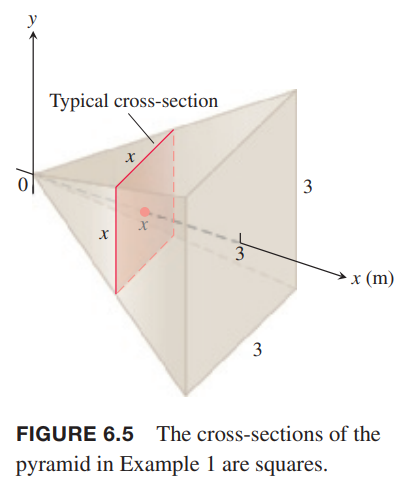 y
Typical cross-section
x
0
3
x
x
3
x (m)
3
FIGURE 6.5 The cross-sections of the
pyramid in Example 1 are squares.